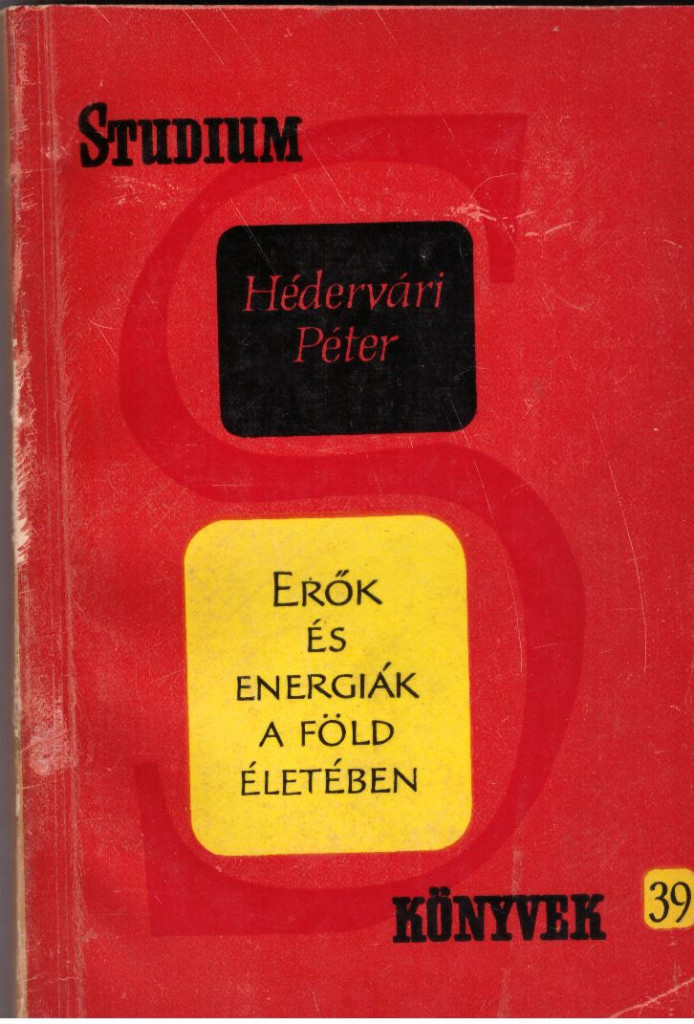 STUDIUM
Hédervári
Péter
ERŐK
ÉS
ENERGIÁK
A FÖLD
ÉLETÉBEN
KÖNYVEK
39